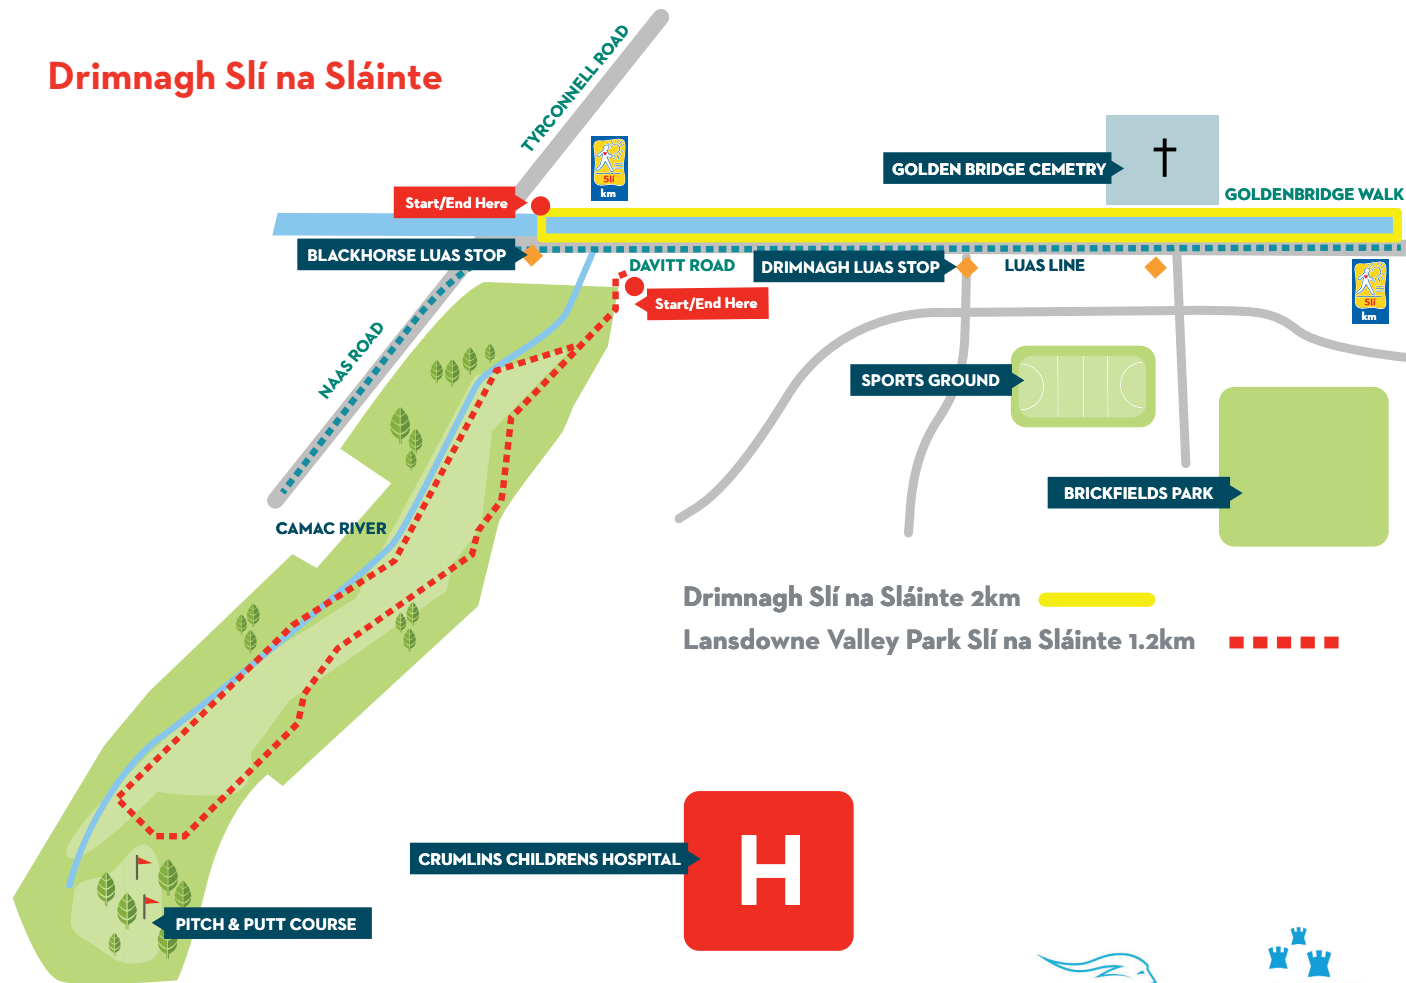 Drimnagh Slí na Sláinte
TYRCONNELL ROAD
Slí
km
GOLDEN BRIDGE CEMETRY
GOLDENBRIDGE WALK
Start/End Here
BLACKHORSE LUAS STOP
DAVITT ROAD
DRIMNAGH LUAS STOP
LUAS LINE
Slí
km
Start/End Here
NAAS ROAD
SPORTS GROUND
BRICKFIELDS PARK
CAMAC RIVER
Drimnagh Slí na Sláinte 2km
Lansdowne Valley Park Slí na Sláinte 1.2km
H
CRUMLINS CHILDRENS HOSPITAL
PITCH & PUTT COURSE